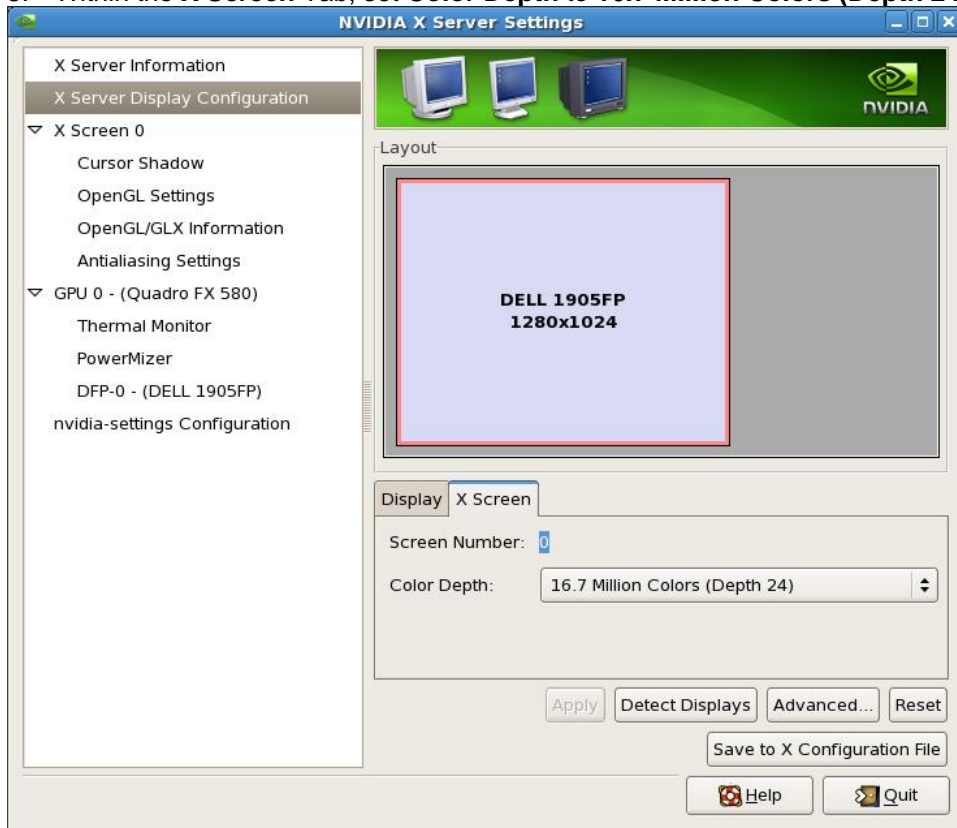 NVIDIA X Server Settings
X Server Information
X Server Display Configuration
X Screen 0
Cursor Shadow
OpenGL Settings
OpenGL/GLX Information
Antialiasing Settings
GPU 0 - (Quadro FX 580)
Thermal Monitor
PowerMizer
DFP-0 - (DELL 1905FP)
nvidia-settings Configuration
NVIDIA
Layout
DELL 1905FP
1280x1024
Display X Screen
Screen Number: 0
Color Depth: 16.7 Million Colors (Depth 24)
Apply Detect Displays Advanced... Reset
Save to X Configuration File
Help Quit